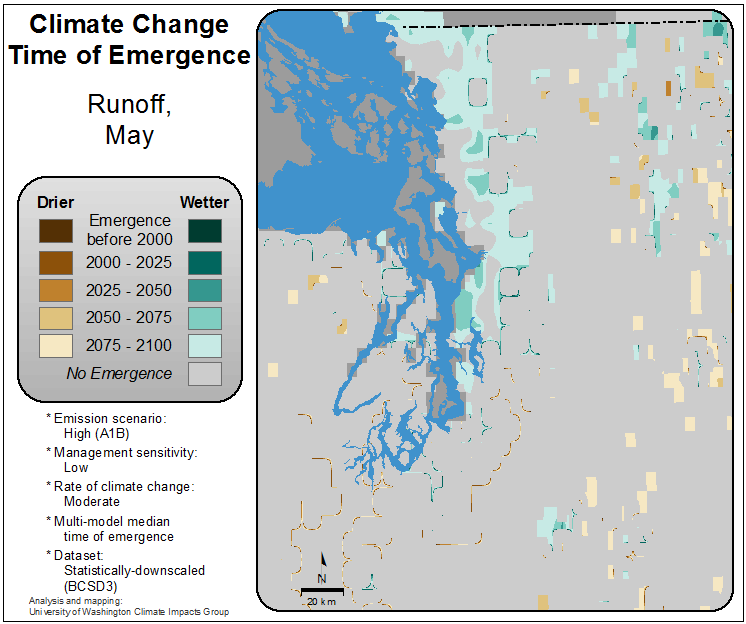 Climate Change
Time of Emergence
Runoff,
May
Drier Wetter
Emergence
before 2000
2000 - 2025
2025 - 2050
2050 - 2075
2075 - 2100
No Emergence
* Emission scenario:
High (A1B)
* Management sensitivity:
Low
* Rate of climate change:
Moderate
* Multi-model median
time of emergence
* Dataset:
Statistically-downscaled
(BCSD3)
Analysis and mapping:
University of Washington Climate Impacts Group
N
20 km